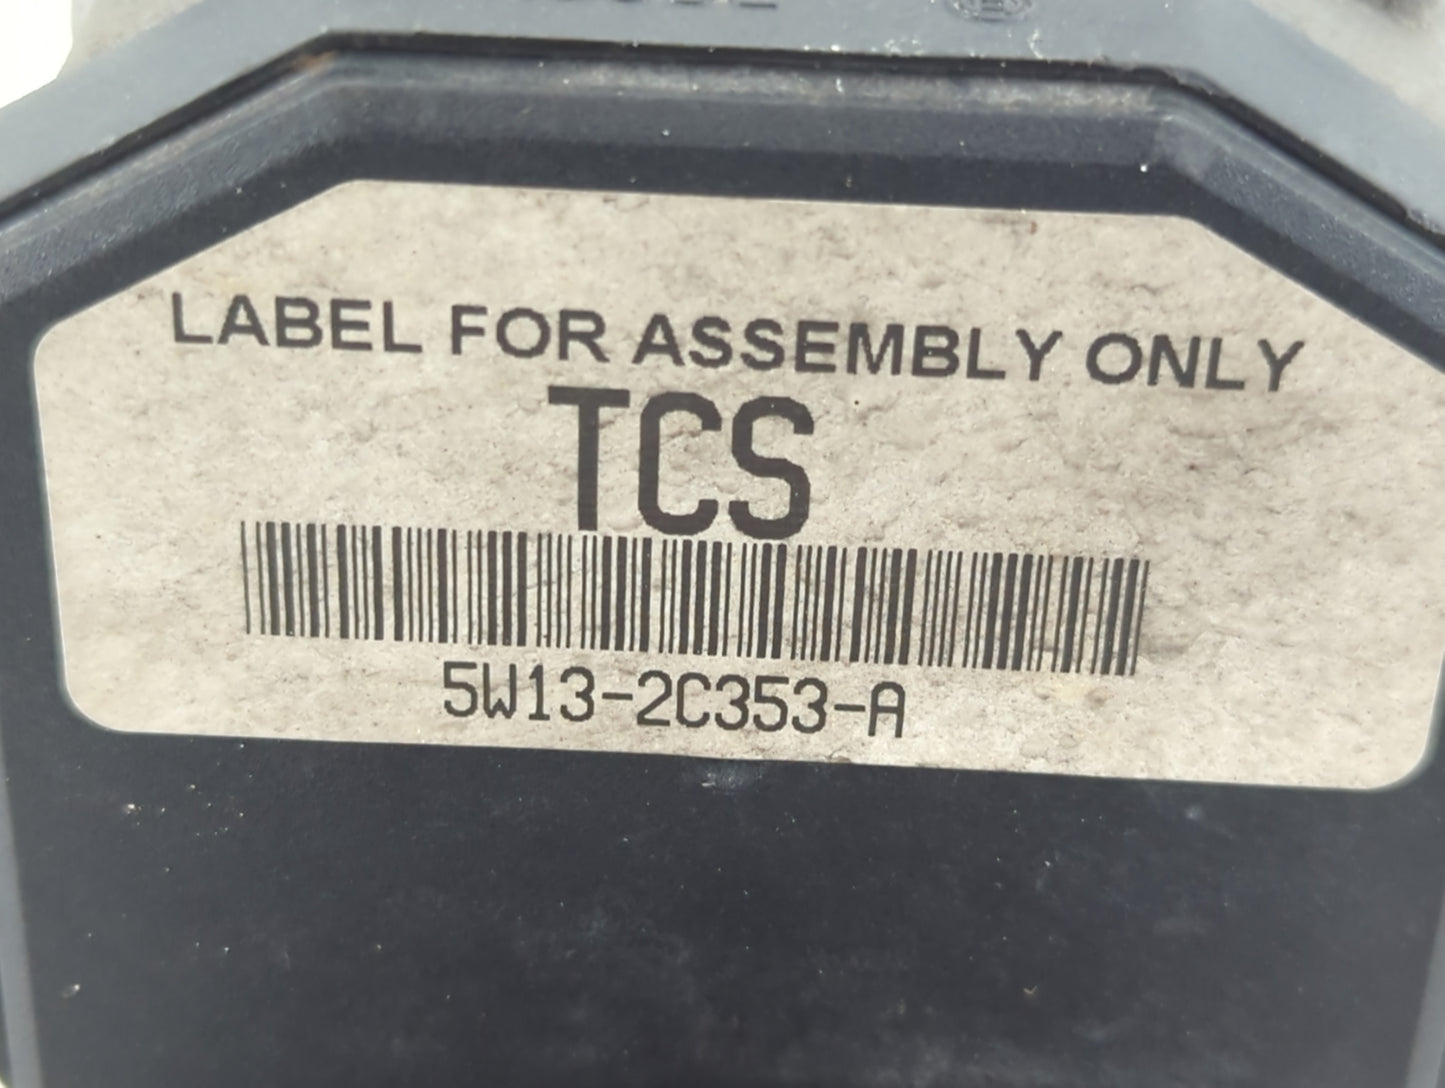 LABEL FOR ASSEMBLY ONLY
TCS
5W13-2C353-A